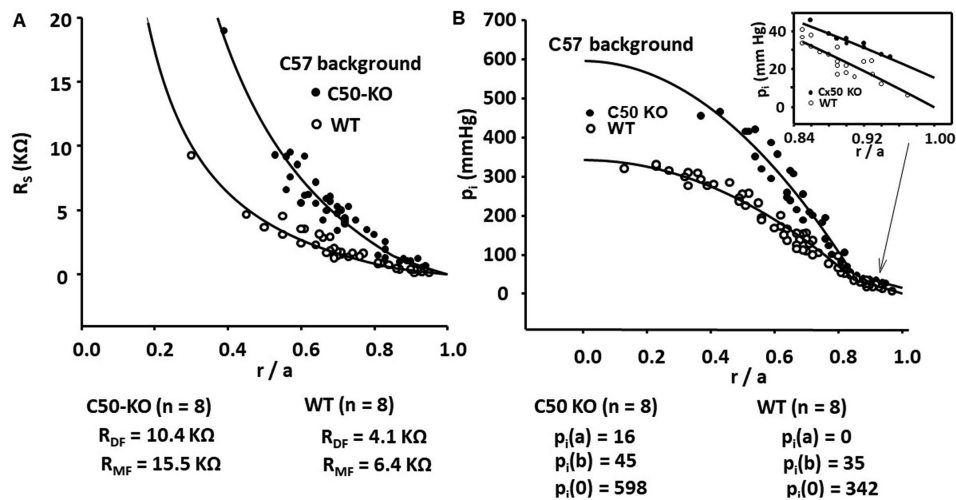 A
20
15
10
5
0
R_S (KΩ)
C57 background
C50-KO
WT
0.0 0.2 0.4 0.6 0.8 1.0
r / a
C50-KO (n = 8)
R_DF = 10.4 KΩ
R_MF = 15.5 KΩ
WT (n = 8)
R_DF = 4.1 KΩ
R_MF = 6.4 KΩ
B
700
600
500
400
300
200
100
0
p_i (mmHg)
C57 background
C50 KO
WT
0.0 0.2 0.4 0.6 0.8 1.0
r / a
40
20
0
p_i (mm Hg)
Cx50 KO
WT
0.84 0.92 1.00
r / a
C50 KO (n = 8)
p_i(a) = 16
p_i(b) = 45
p_i(0) = 598
WT (n = 8)
p_i(a) = 0
p_i(b) = 35
p_i(0) = 342